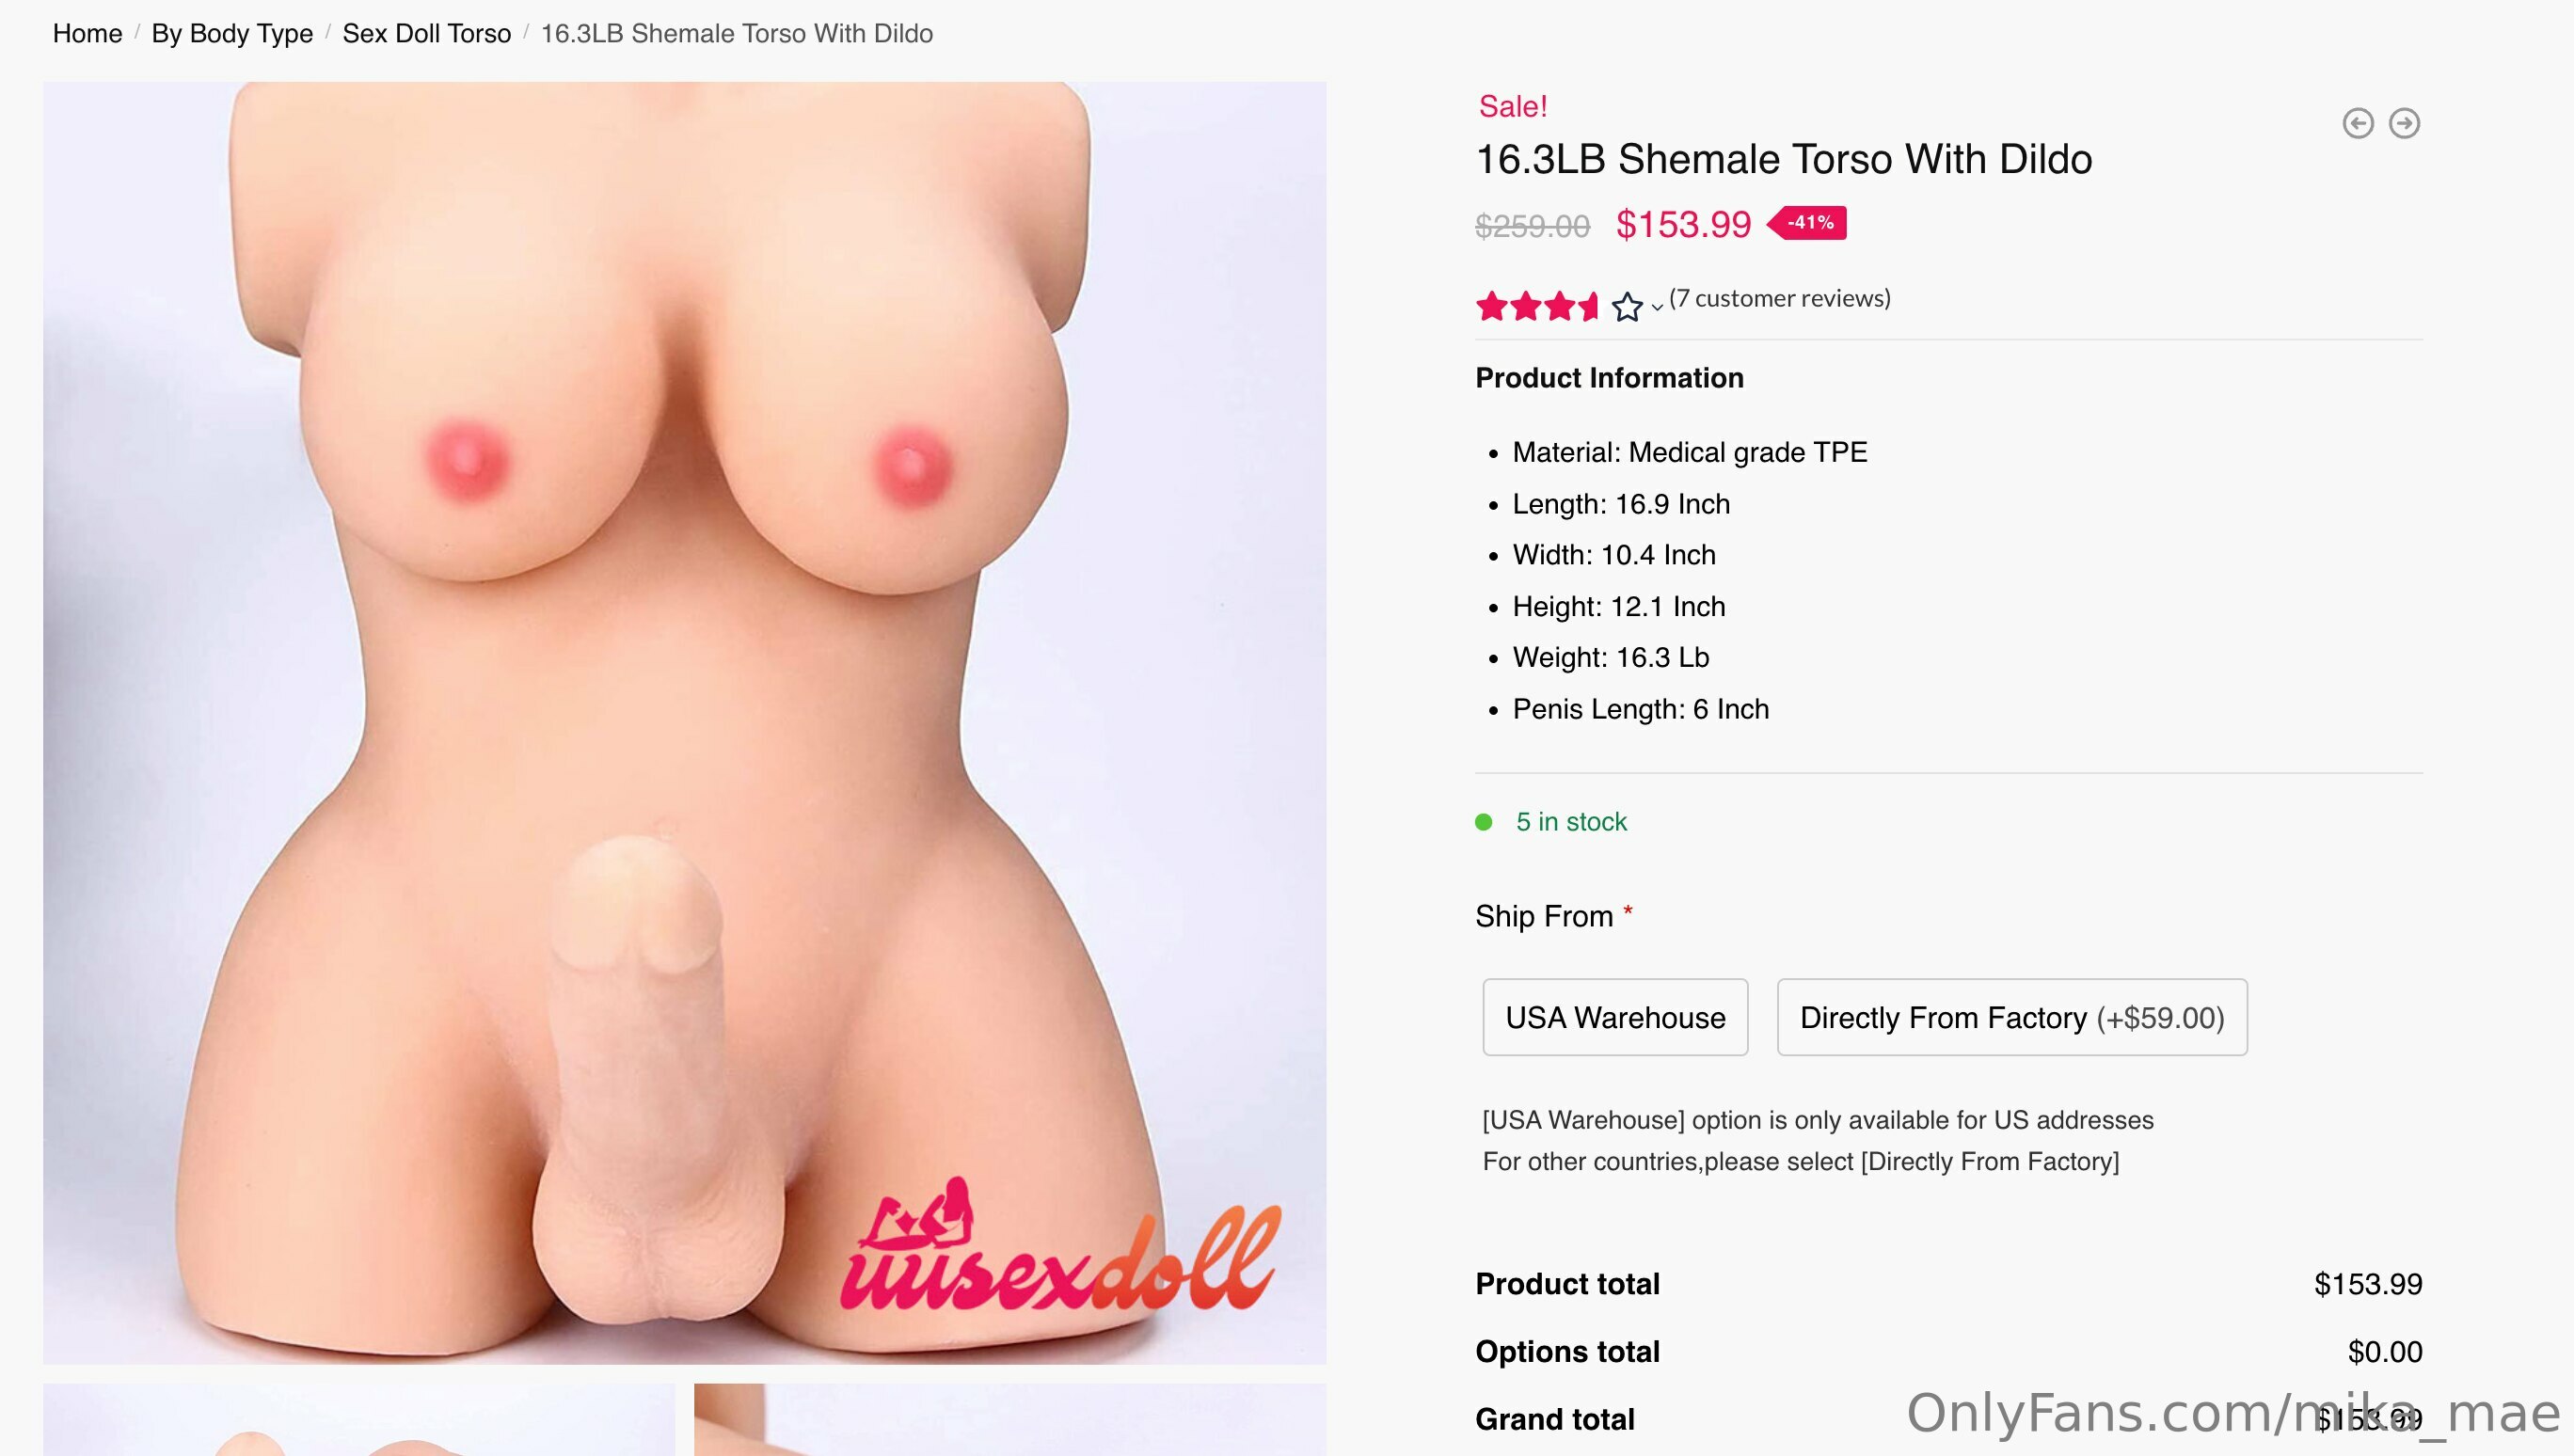 Home / By Body Type / Sex Doll Torso / 16.3LB Shemale Torso With Dildo
Sale!
16.3LB Shemale Torso With Dildo
$259.00 $153.99 -41%
(7 customer reviews)
Product Information
• Material: Medical grade TPE
• Length: 16.9 Inch
• Width: 10.4 Inch
• Height: 12.1 Inch
• Weight: 16.3 Lb
• Penis Length: 6 Inch
5 in stock
Ship From *
USA Warehouse
Directly From Factory (+$59.00)
[USA Warehouse] option is only available for US addresses
For other countries,please select [Directly From Factory]
uusexdoll
Product total $153.99
Options total $0.00
Grand total $153.99
OnlyFans.com/mika_mae